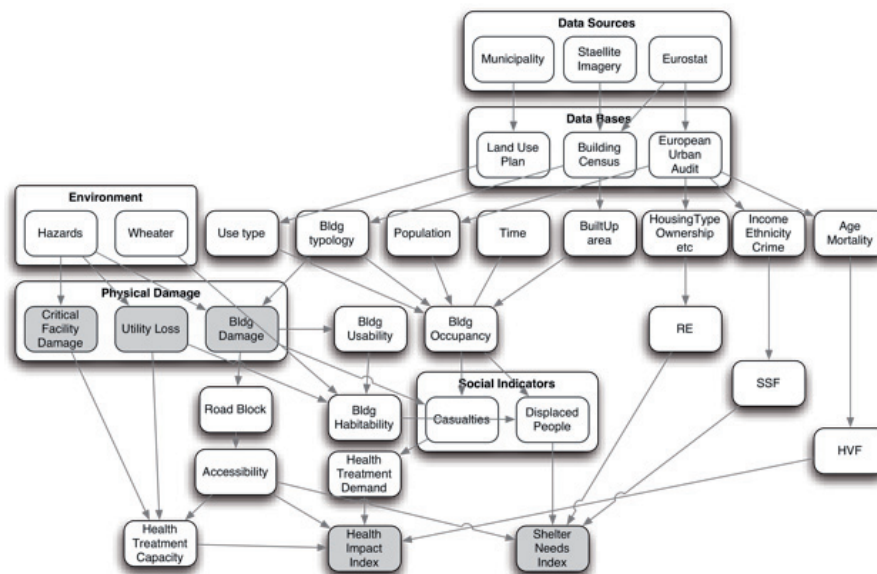 Data Sources
Municipality
Staellite
Imagery
Eurostat
Data Bases
Land Use
Plan
Building
Census
European
Urban
Audit
Environment
Hazards
Wheater
Use type
Bldg
typology
Population
Time
BuiltUp
area
HousingType
Ownership
etc
Income
Ethnicity
Crime
Age
Mortality
Physical Damage
Critical
Facility
Damage
Utility Loss
Bldg
Damage
Bldg
Usability
Bldg
Occupancy
RE
Social Indicators
SSF
Road Block
Bldg
Habitability
Casualties
Displaced
People
HVF
Accessibility
Health
Treatment
Demand
Health
Treatment
Capacity
Health
Impact
Index
Shelter
Needs
Index